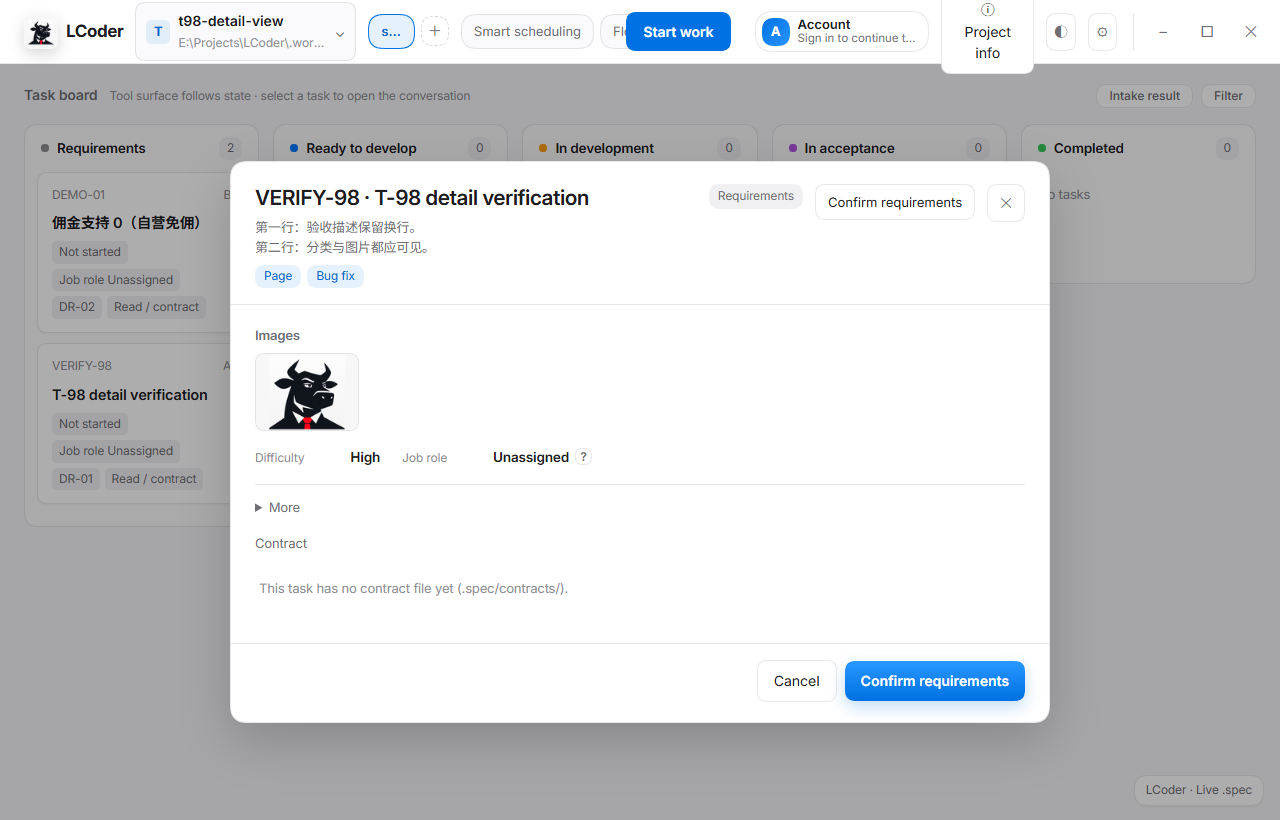 LCoder
T
t98-detail-view
E:\Projects\LCoder\.wor...
s...
+
Smart scheduling
Start work
A
Account
Sign in to continue t...
Project
info
Task board
Tool surface follows state · select a task to open the conversation
Intake result
Filter
Requirements
2
Ready to develop
0
In development
0
In acceptance
0
Completed
0
DEMO-01
佣金支持 0（自营免佣）
Not started
Job role Unassigned
DR-02
Read / contract
VERIFY-98
T-98 detail verification
Not started
Job role Unassigned
DR-01
Read / contract
tasks
VERIFY-98 · T-98 detail verification
Requirements
Confirm requirements
第一行：验收描述保留换行。
第二行：分类与图片都应可见。
Page
Bug fix
Images
Difficulty
High
Job role
Unassigned
?
More
Contract
This task has no contract file yet (.spec/contracts/).
Cancel
Confirm requirements
LCoder · Live .spec